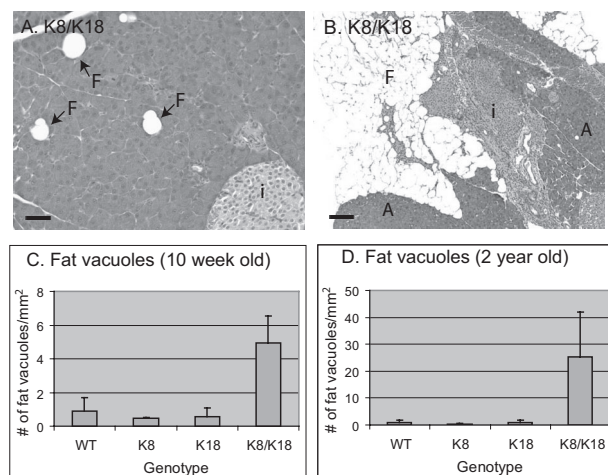 A. K8/K18
F
F
F
i
B. K8/K18
F
i
A
A
C. Fat vacuoles (10 week old)
# of fat vacuoles/mm²
8
6
4
2
0
WT K8 K18 K8/K18
Genotype
D. Fat vacuoles (2 year old)
# of fat vacuoles/mm²
50
40
30
20
10
0
WT K8 K18 K8/K18
Genotype